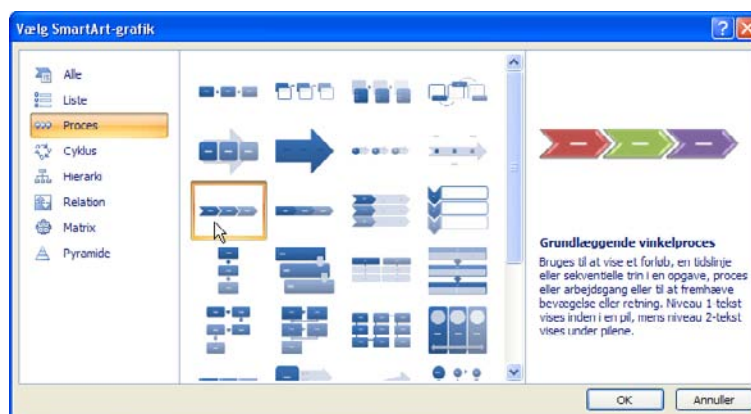 Vælg SmartArt-grafik
Alle
Liste
Proces
Cyklus
Hierarki
Relation
Matrix
Pyramide
Grundlæggende vinkelproces
Bruges til at vise et forløb, en tidslinje
eller sekventielle trin i en opgave, proces
eller arbejdsgang eller til at fremhæve
bevægelse eller retning. Niveau 1-tekst
vises inden i en pil, mens niveau 2-tekst
vises under pilene.
OK
Annuller